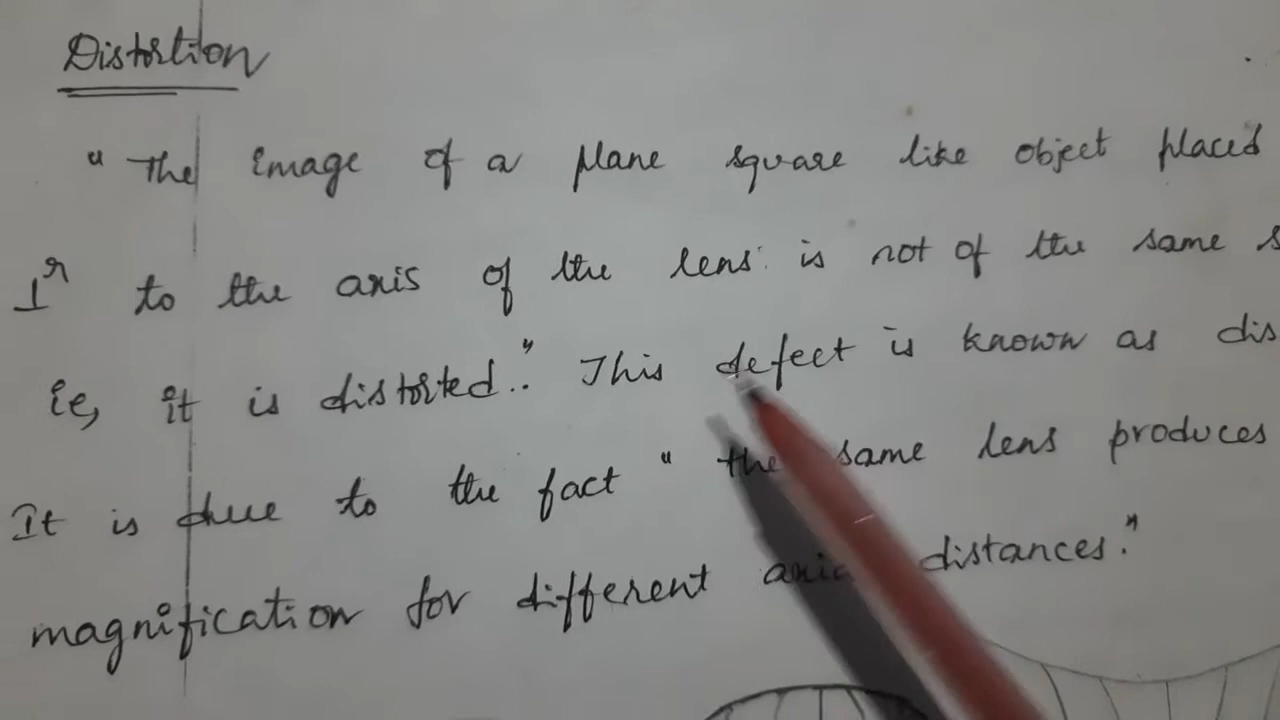 Distortion
"The image of a plane square like object placed
⊥r to the axis of the lens is not of the same s
ie, it is distorted.." This defect is known as dis
It is due to the fact "the same lens produces
magnification for different distances."